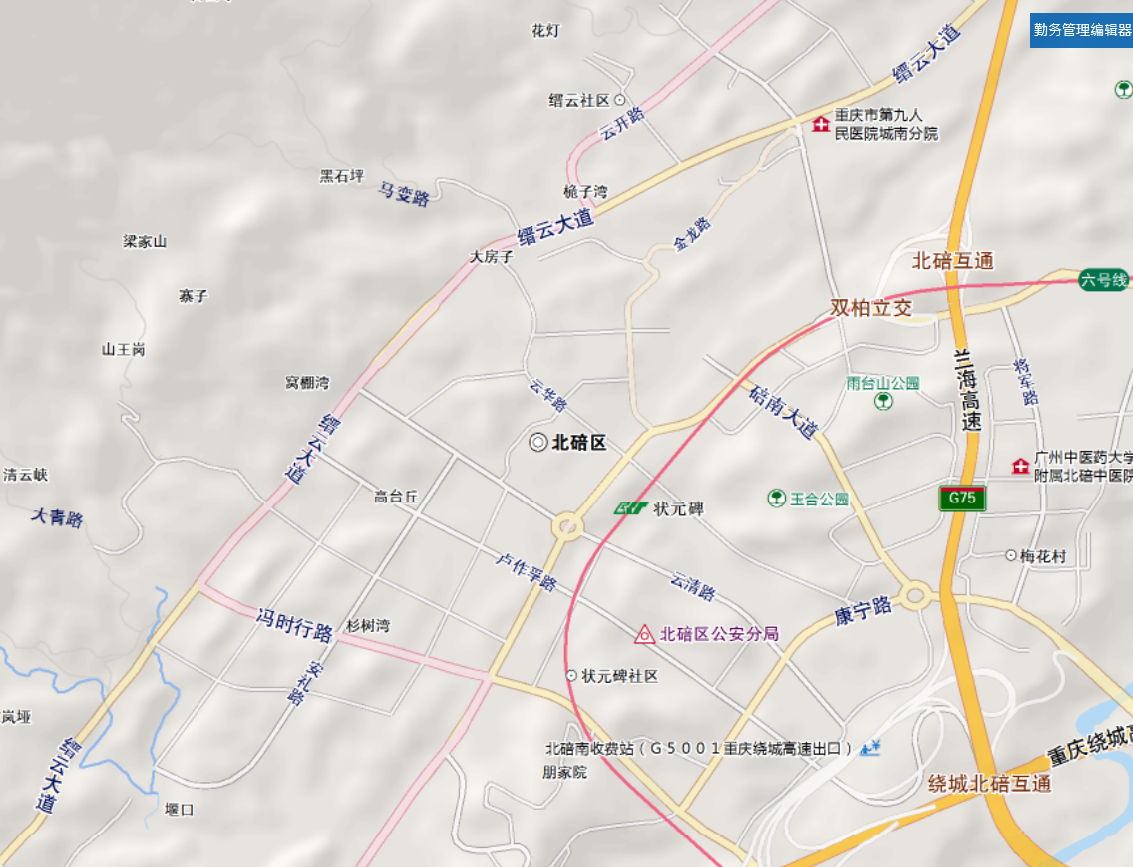 花灯
勤务管理编辑器
缙云大道
缙云社区
云开路
重庆市第九人
民医院城南分院
黑石坪
马变路
桅子湾
缙云大道
金龙路
梁家山
大房子
北碚互通
六号线
寨子
双柏立交
山王岗
兰海高速
将军路
窝棚湾
云华路
雨台山公园
碚南大道
缙云大道
北碚区
清云峡
广州中医药大学
附属北碚中医院
大青路
高台丘
状元碑
玉合公园
G75
卢作孚路
云清路
梅花村
冯时行路
杉树湾
康宁路
北碚区公安分局
安礼路
状元碑社区
岚垭
缙云大道
北碚南收费站（G5001重庆绕城高速出口）
朋家院
重庆绕城高
绕城北碚互通
堰口